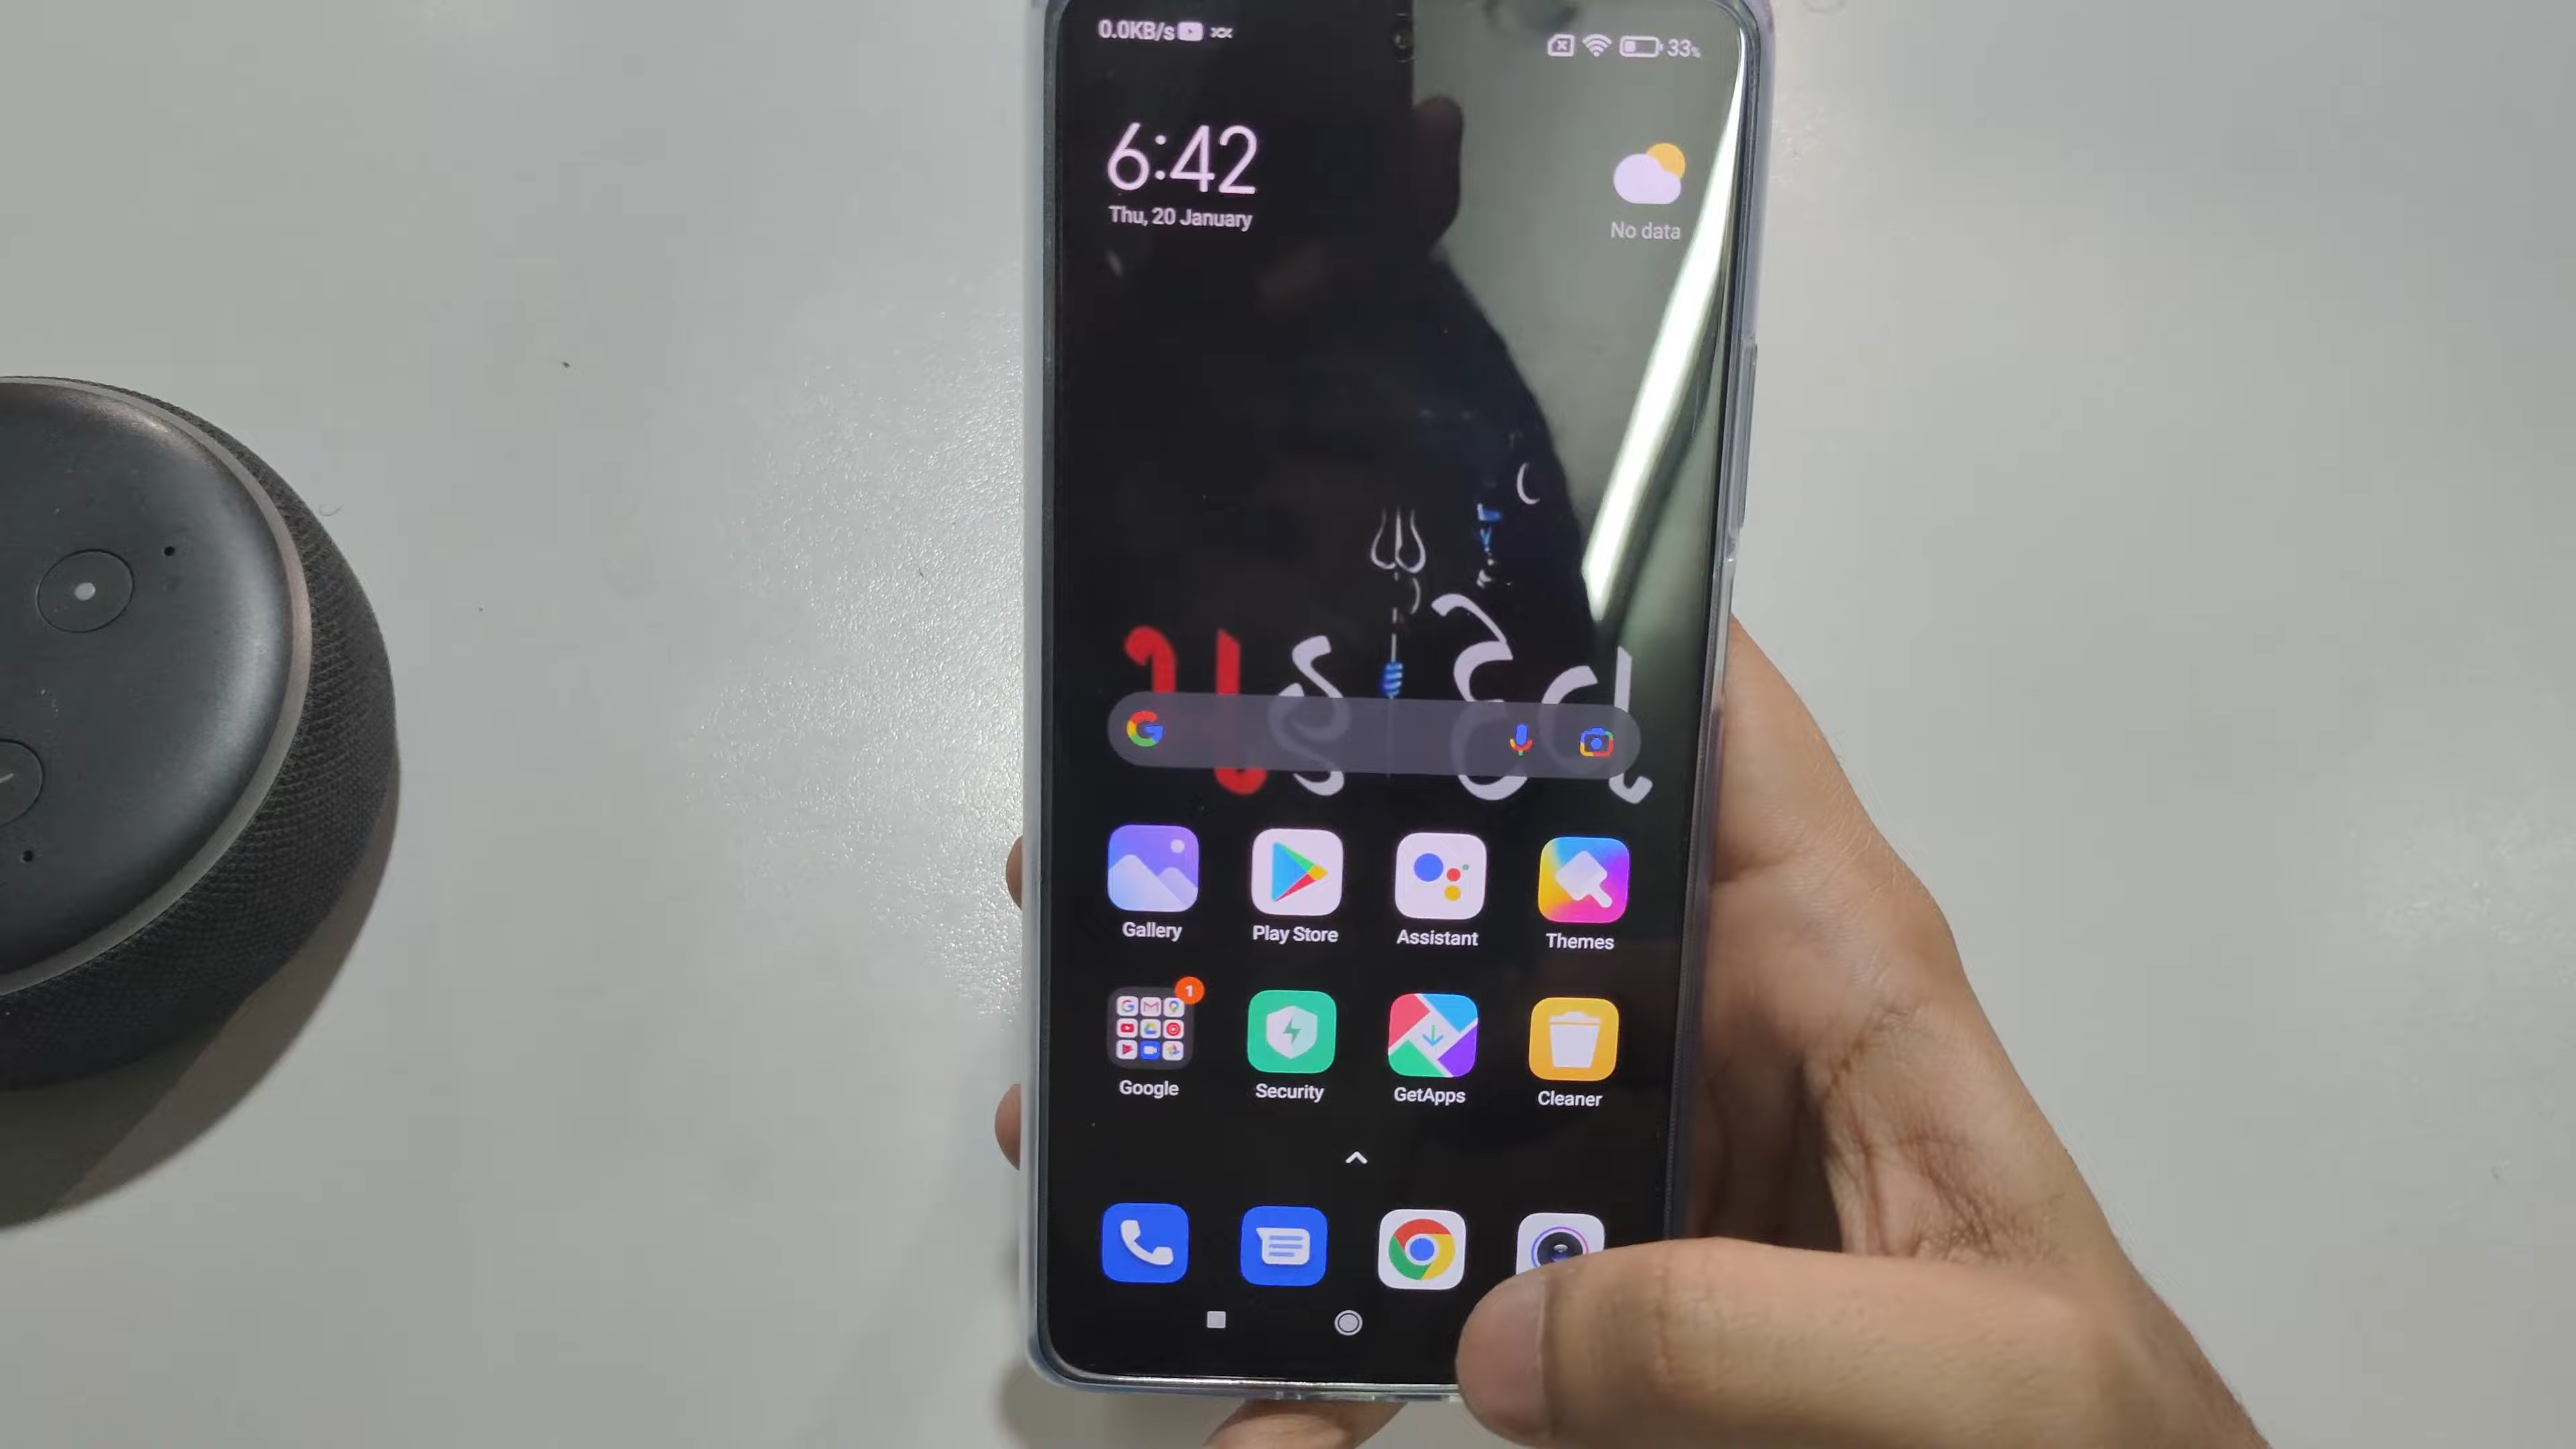 0.0KB/s
33%
6:42
Thu, 20 January
No data
Gallery
Play Store
Assistant
Themes
1
Google
Security
GetApps
Cleaner